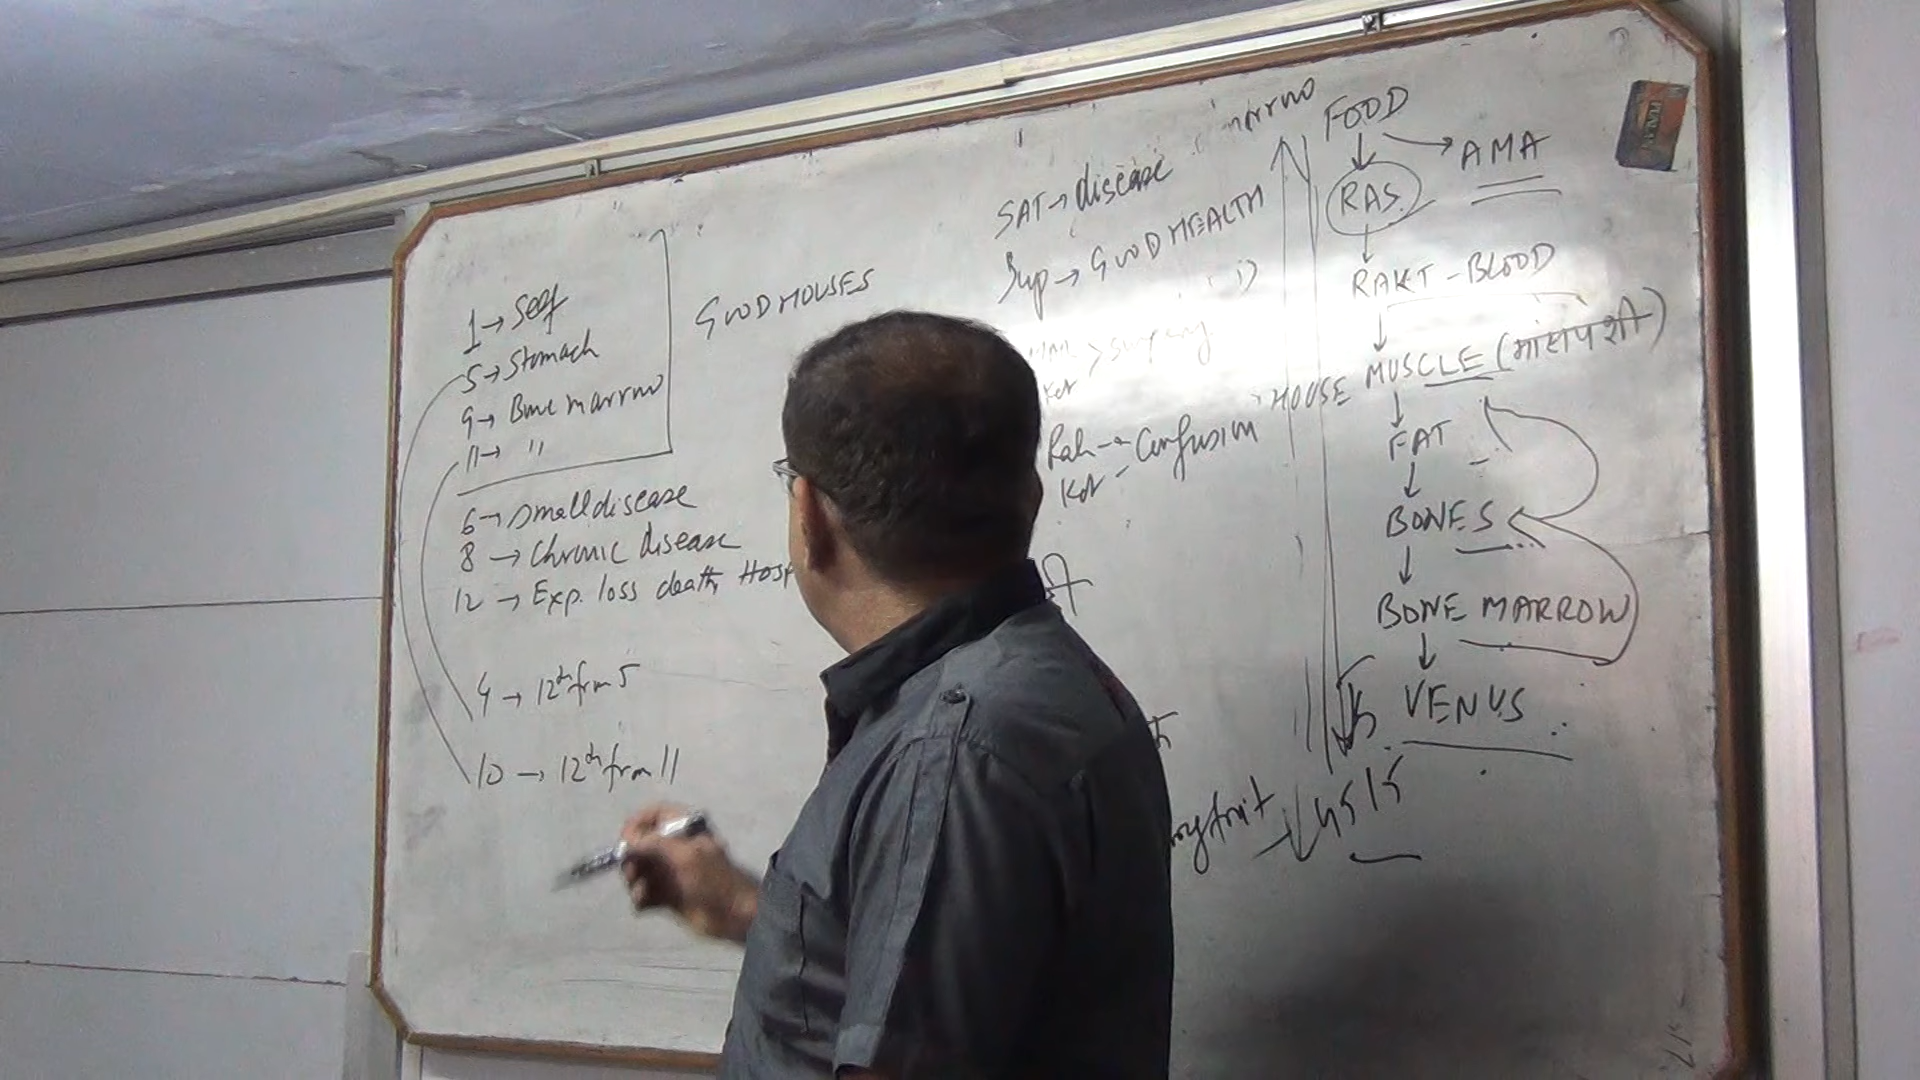 1 → Self
5 → Stomach
9 → Bone marrow
11 → "
GOOD HOUSES
6 → small disease
8 → Chronic disease
12 → Exp. loss death, Hosp
4 → 12th from 5
10 → 12th from 11
marrow
SAT → disease
Jup → GOOD HEALTH
surgery
Ket
Rah → Confusion
Ket
HOUSE
FOOD
AMA
RAS
RAKT - BLOOD
MUSCLE (मांसपेशी)
FAT
BONES
BONE MARROW
VENUS